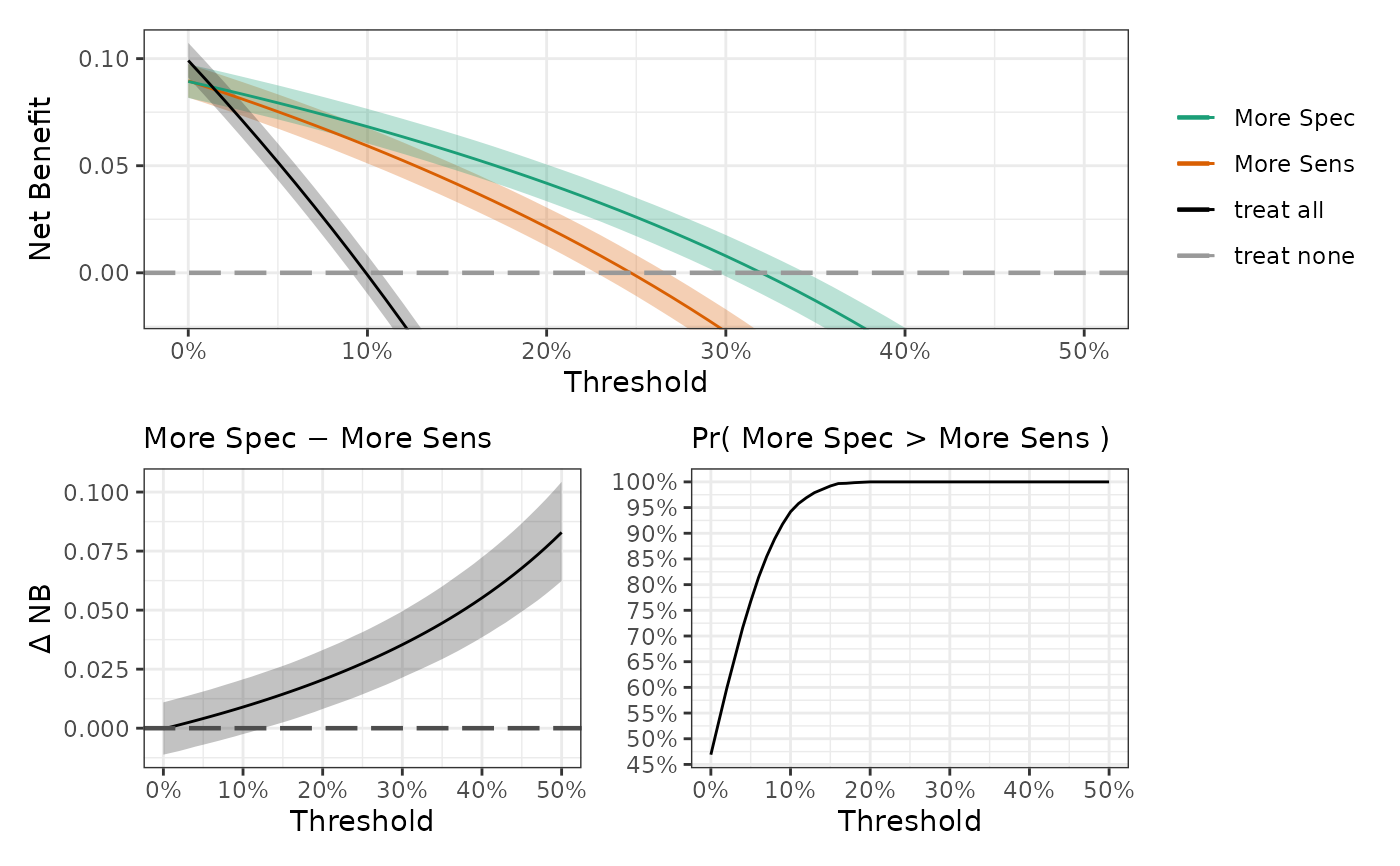 Net Benefit
0.10
0.05
0.00
0% 10% 20% 30% 40% 50%
Threshold
More Spec
More Sens
treat all
treat none
More Spec − More Sens
Δ NB
0.100
0.075
0.050
0.025
0.000
0% 10% 20% 30% 40% 50%
Threshold
Pr( More Spec > More Sens )
100%
95%
90%
85%
80%
75%
70%
65%
60%
55%
50%
45%
0% 10% 20% 30% 40% 50%
Threshold